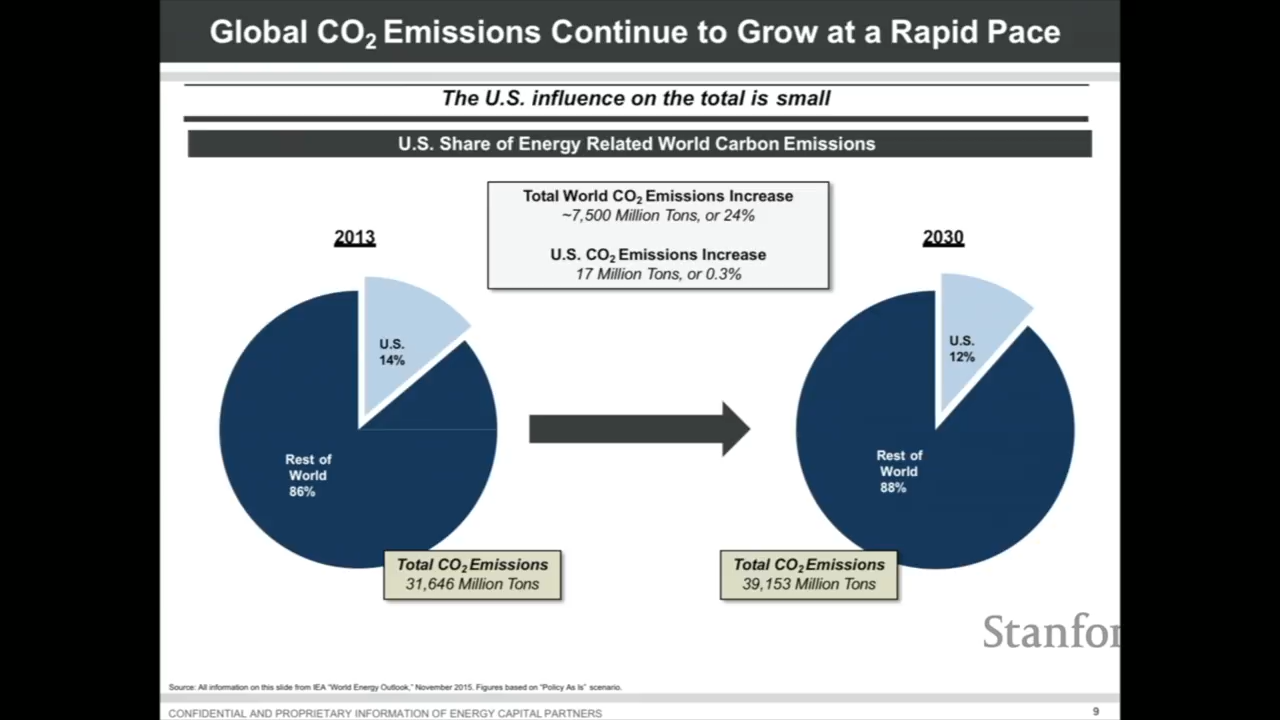 Global CO₂ Emissions Continue to Grow at a Rapid Pace
The U.S. influence on the total is small
U.S. Share of Energy Related World Carbon Emissions
Total World CO₂ Emissions Increase
~7,500 Million Tons, or 24%
U.S. CO₂ Emissions Increase
17 Million Tons, or 0.3%
2013
2030
U.S.
14%
Rest of
World
86%
U.S.
12%
Rest of
World
88%
Total CO₂ Emissions
31,646 Million Tons
Total CO₂ Emissions
39,153 Million Tons
Stanfor
Source: All information on this slide from IEA "World Energy Outlook," November 2015. Figures based on "Policy As Is" scenario.
CONFIDENTIAL AND PROPRIETARY INFORMATION OF ENERGY CAPITAL PARTNERS
9